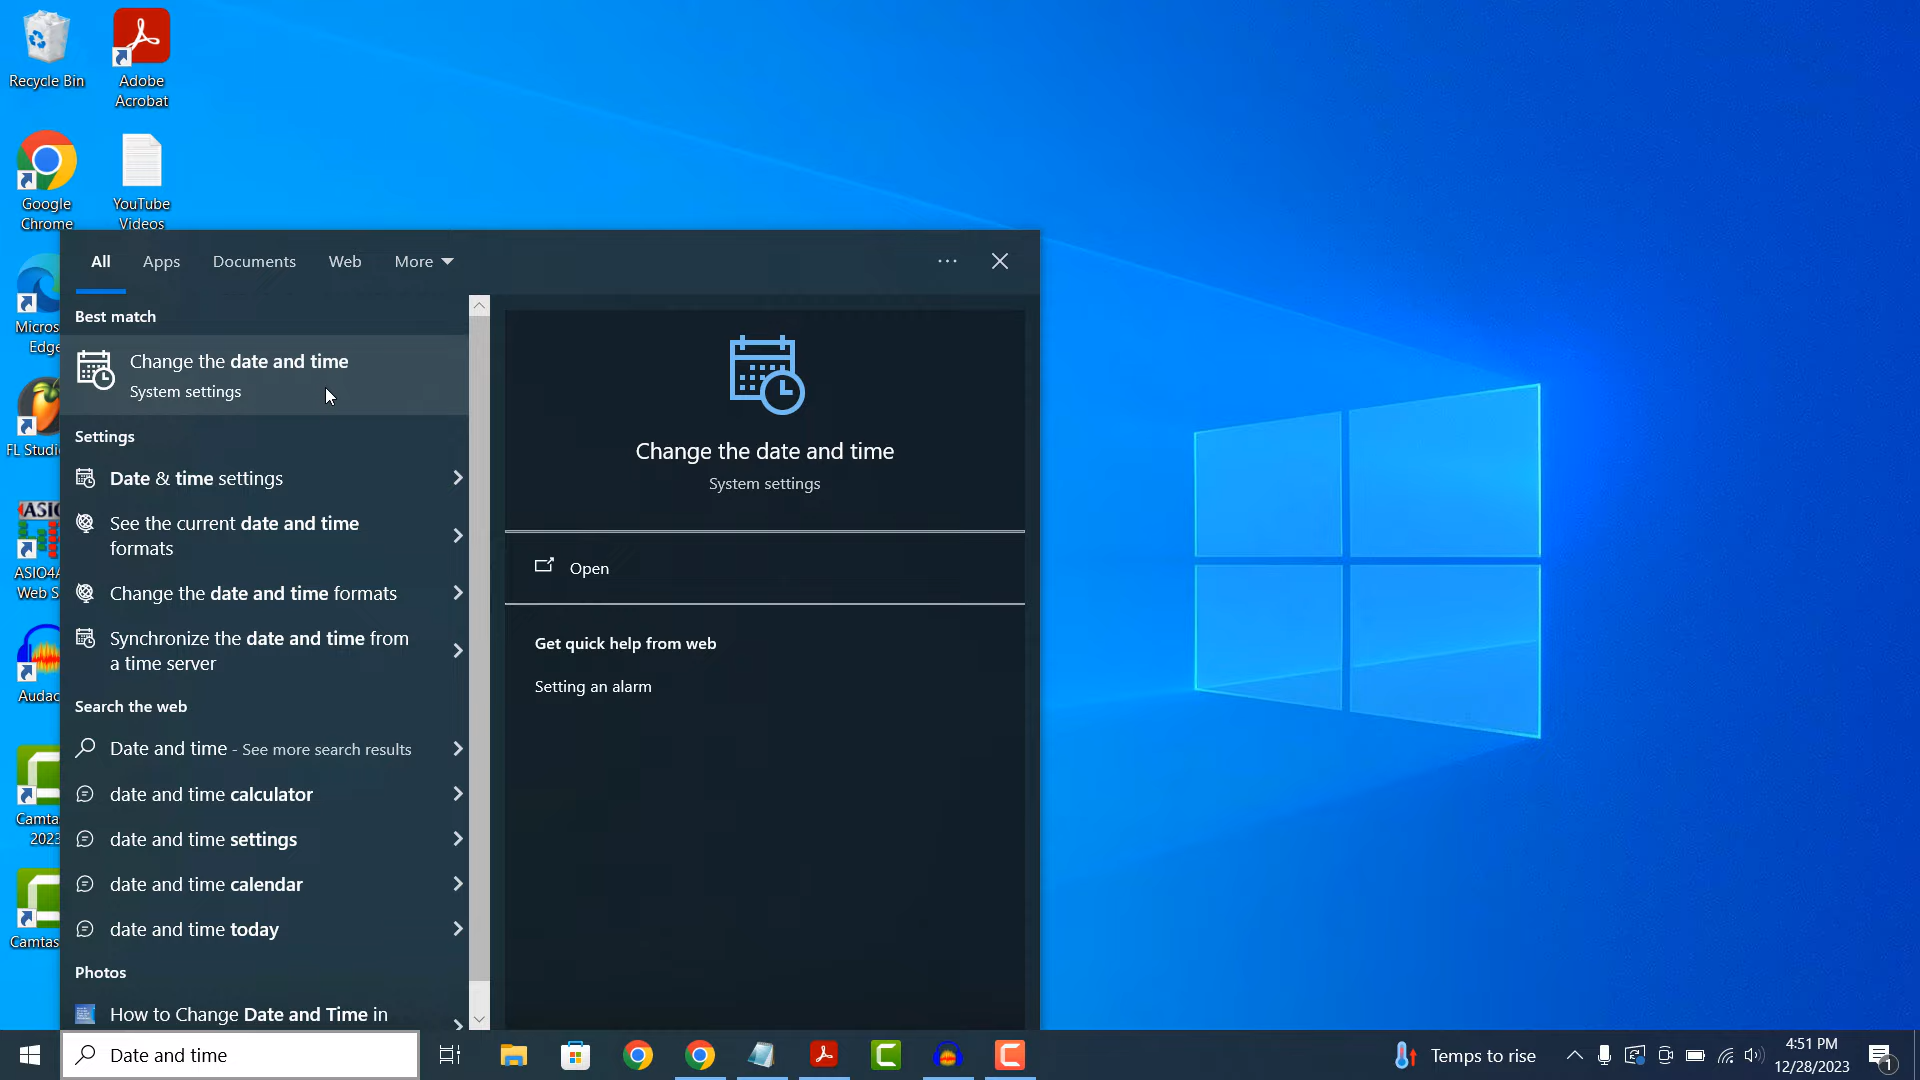 Recycle Bin
Adobe
Acrobat
Google
Chrome
YouTube
Videos
Edge
FL Studio
Web S
Audac
Camta
2023
Camtas
All
Apps
Documents
Web
More
Best match
Change the date and time
System settings
Settings
Date & time settings
See the current date and time
formats
Change the date and time formats
Synchronize the date and time from
a time server
Search the web
Date and time - See more search results
date and time calculator
date and time settings
date and time calendar
date and time today
Photos
How to Change Date and Time in
Change the date and time
System settings
Open
Get quick help from web
Setting an alarm
Date and time
Temps to rise
4:51 PM
12/28/2023
1